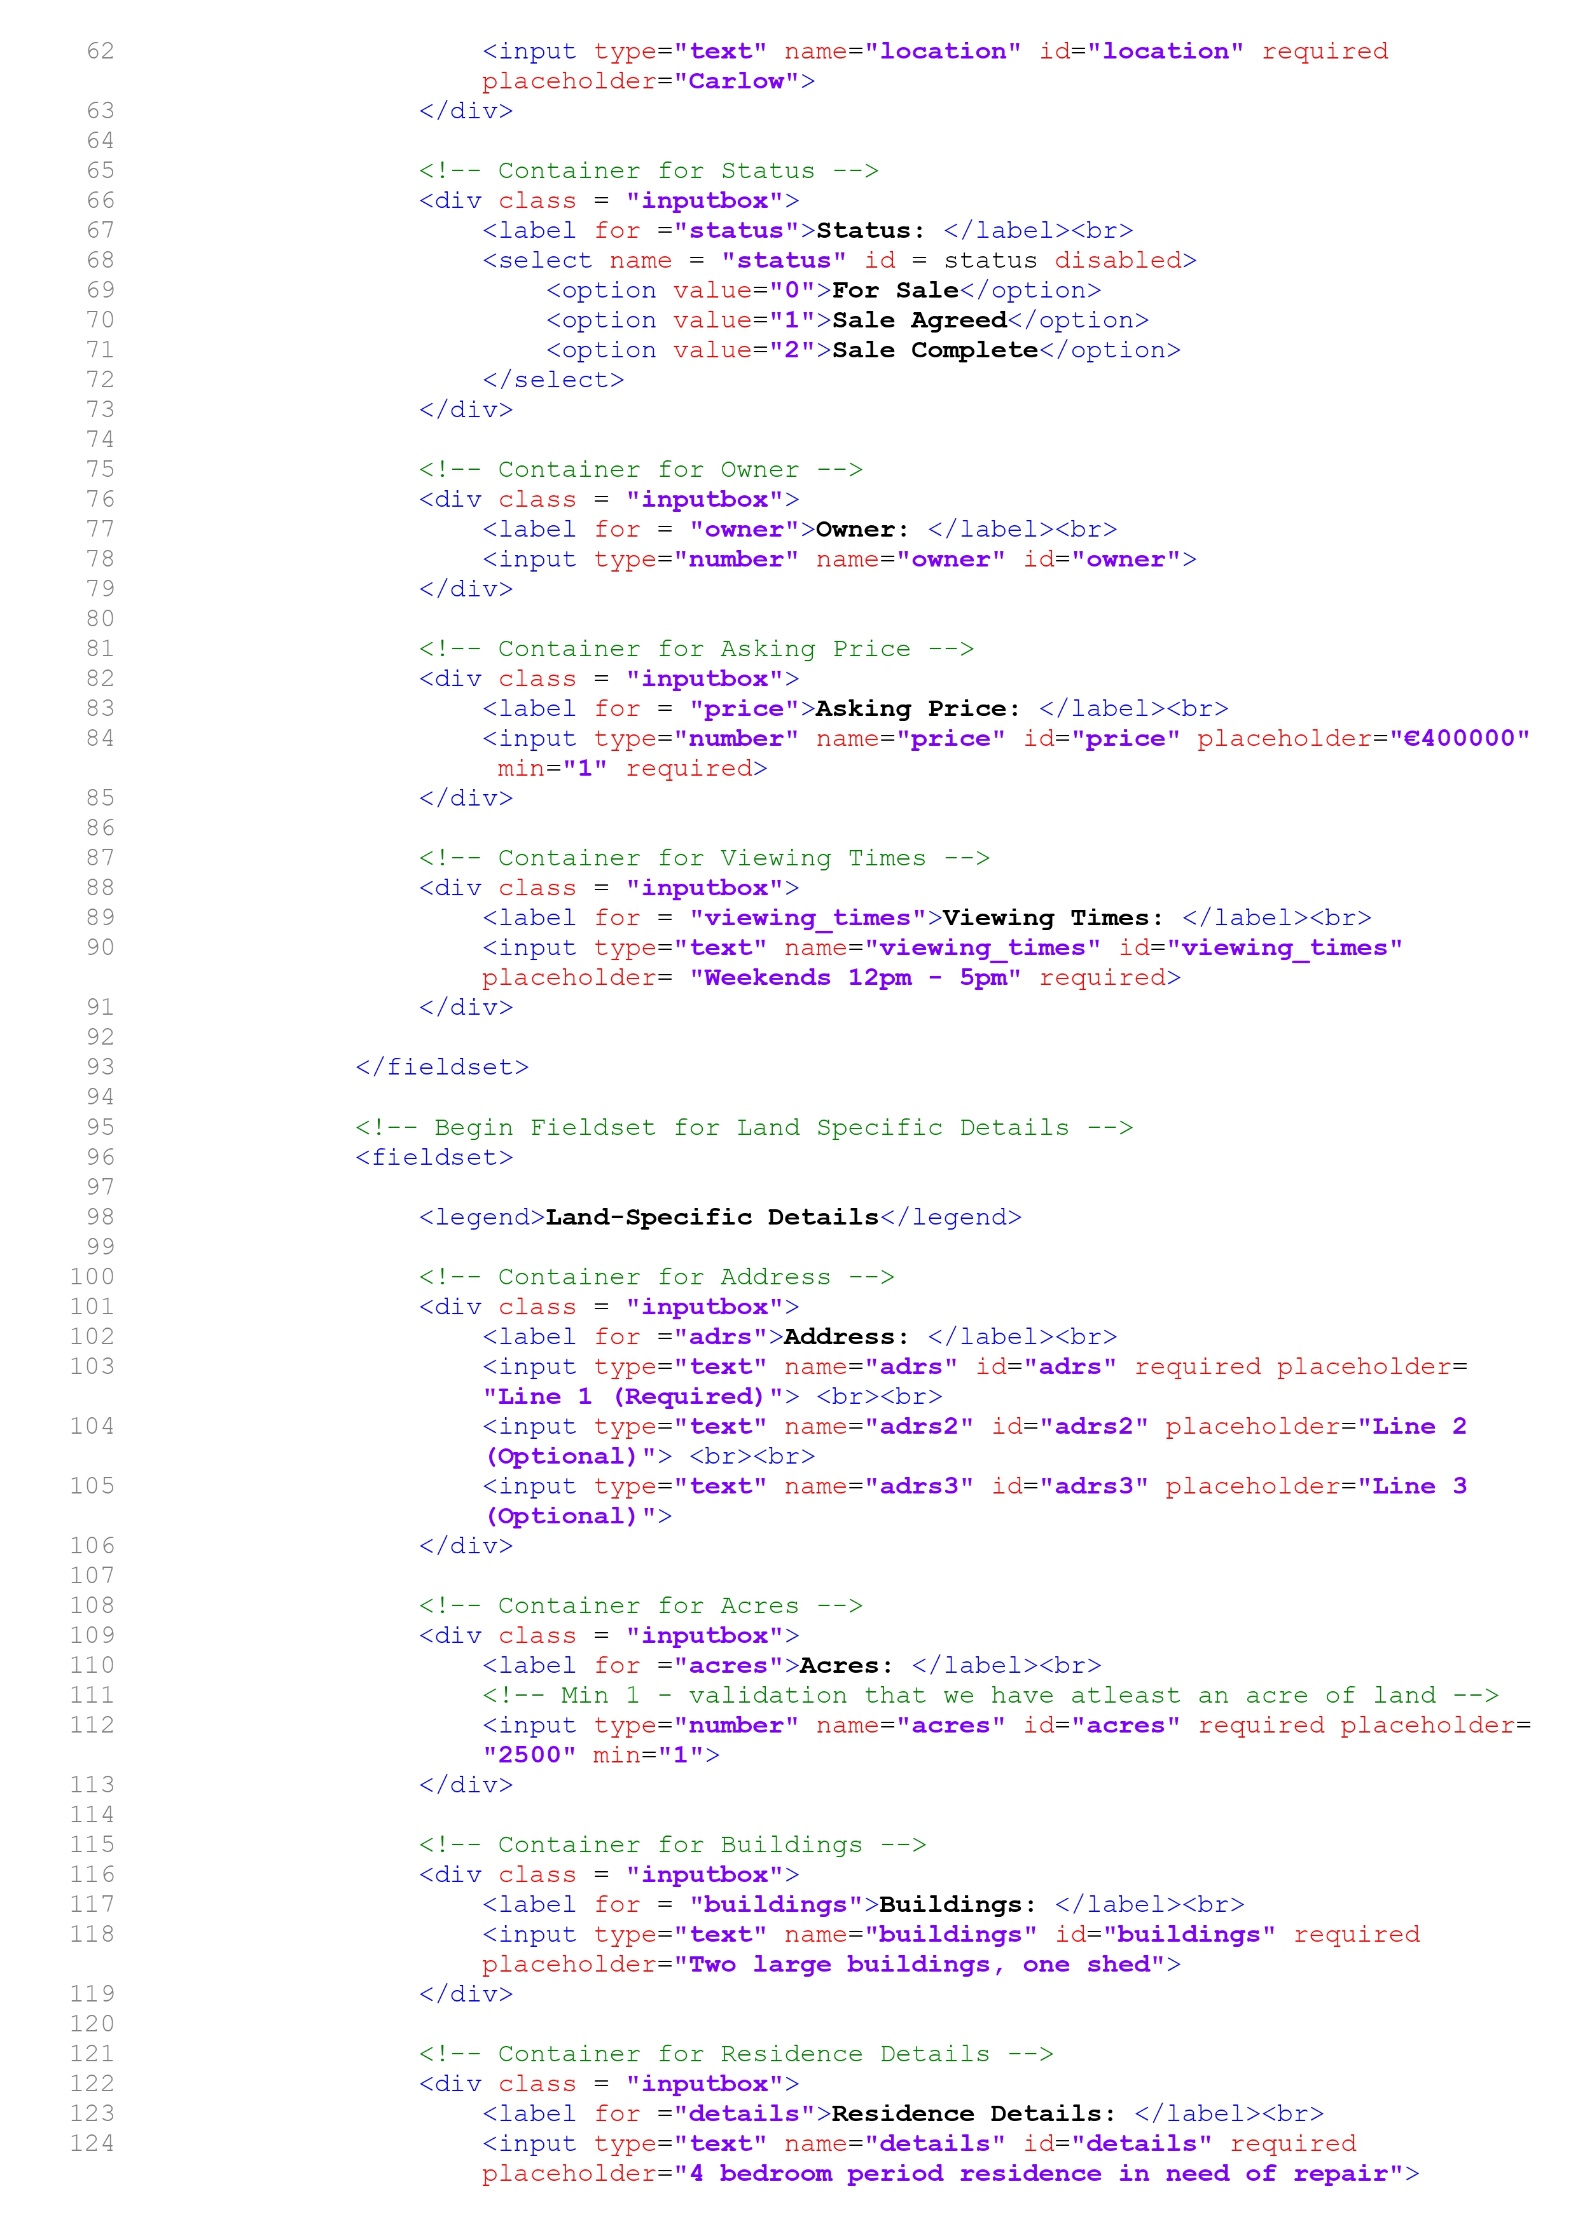 62 <input type="text" name="location" id="location" required
placeholder="Carlow">
63 </div>
64
65 <!-- Container for Status -->
66 <div class = "inputbox">
67 <label for ="status">Status: </label><br>
68 <select name = "status" id = status disabled>
69 <option value="0">For Sale</option>
70 <option value="1">Sale Agreed</option>
71 <option value="2">Sale Complete</option>
72 </select>
73 </div>
74
75 <!-- Container for Owner -->
76 <div class = "inputbox">
77 <label for = "owner">Owner: </label><br>
78 <input type="number" name="owner" id="owner">
79 </div>
80
81 <!-- Container for Asking Price -->
82 <div class = "inputbox">
83 <label for = "price">Asking Price: </label><br>
84 <input type="number" name="price" id="price" placeholder="€400000"
min="1" required>
85 </div>
86
87 <!-- Container for Viewing Times -->
88 <div class = "inputbox">
89 <label for = "viewing_times">Viewing Times: </label><br>
90 <input type="text" name="viewing_times" id="viewing_times"
placeholder= "Weekends 12pm - 5pm" required>
91 </div>
92
93 </fieldset>
94
95 <!-- Begin Fieldset for Land Specific Details -->
96 <fieldset>
97
98 <legend>Land-Specific Details</legend>
99
100 <!-- Container for Address -->
101 <div class = "inputbox">
102 <label for ="adrs">Address: </label><br>
103 <input type="text" name="adrs" id="adrs" required placeholder=
"Line 1 (Required)"> <br><br>
104 <input type="text" name="adrs2" id="adrs2" placeholder="Line 2
(Optional)"> <br><br>
105 <input type="text" name="adrs3" id="adrs3" placeholder="Line 3
(Optional)">
106 </div>
107
108 <!-- Container for Acres -->
109 <div class = "inputbox">
110 <label for ="acres">Acres: </label><br>
111 <!-- Min 1 - validation that we have atleast an acre of land -->
112 <input type="number" name="acres" id="acres" required placeholder=
"2500" min="1">
113 </div>
114
115 <!-- Container for Buildings -->
116 <div class = "inputbox">
117 <label for = "buildings">Buildings: </label><br>
118 <input type="text" name="buildings" id="buildings" required
placeholder="Two large buildings, one shed">
119 </div>
120
121 <!-- Container for Residence Details -->
122 <div class = "inputbox">
123 <label for ="details">Residence Details: </label><br>
124 <input type="text" name="details" id="details" required
placeholder="4 bedroom period residence in need of repair">